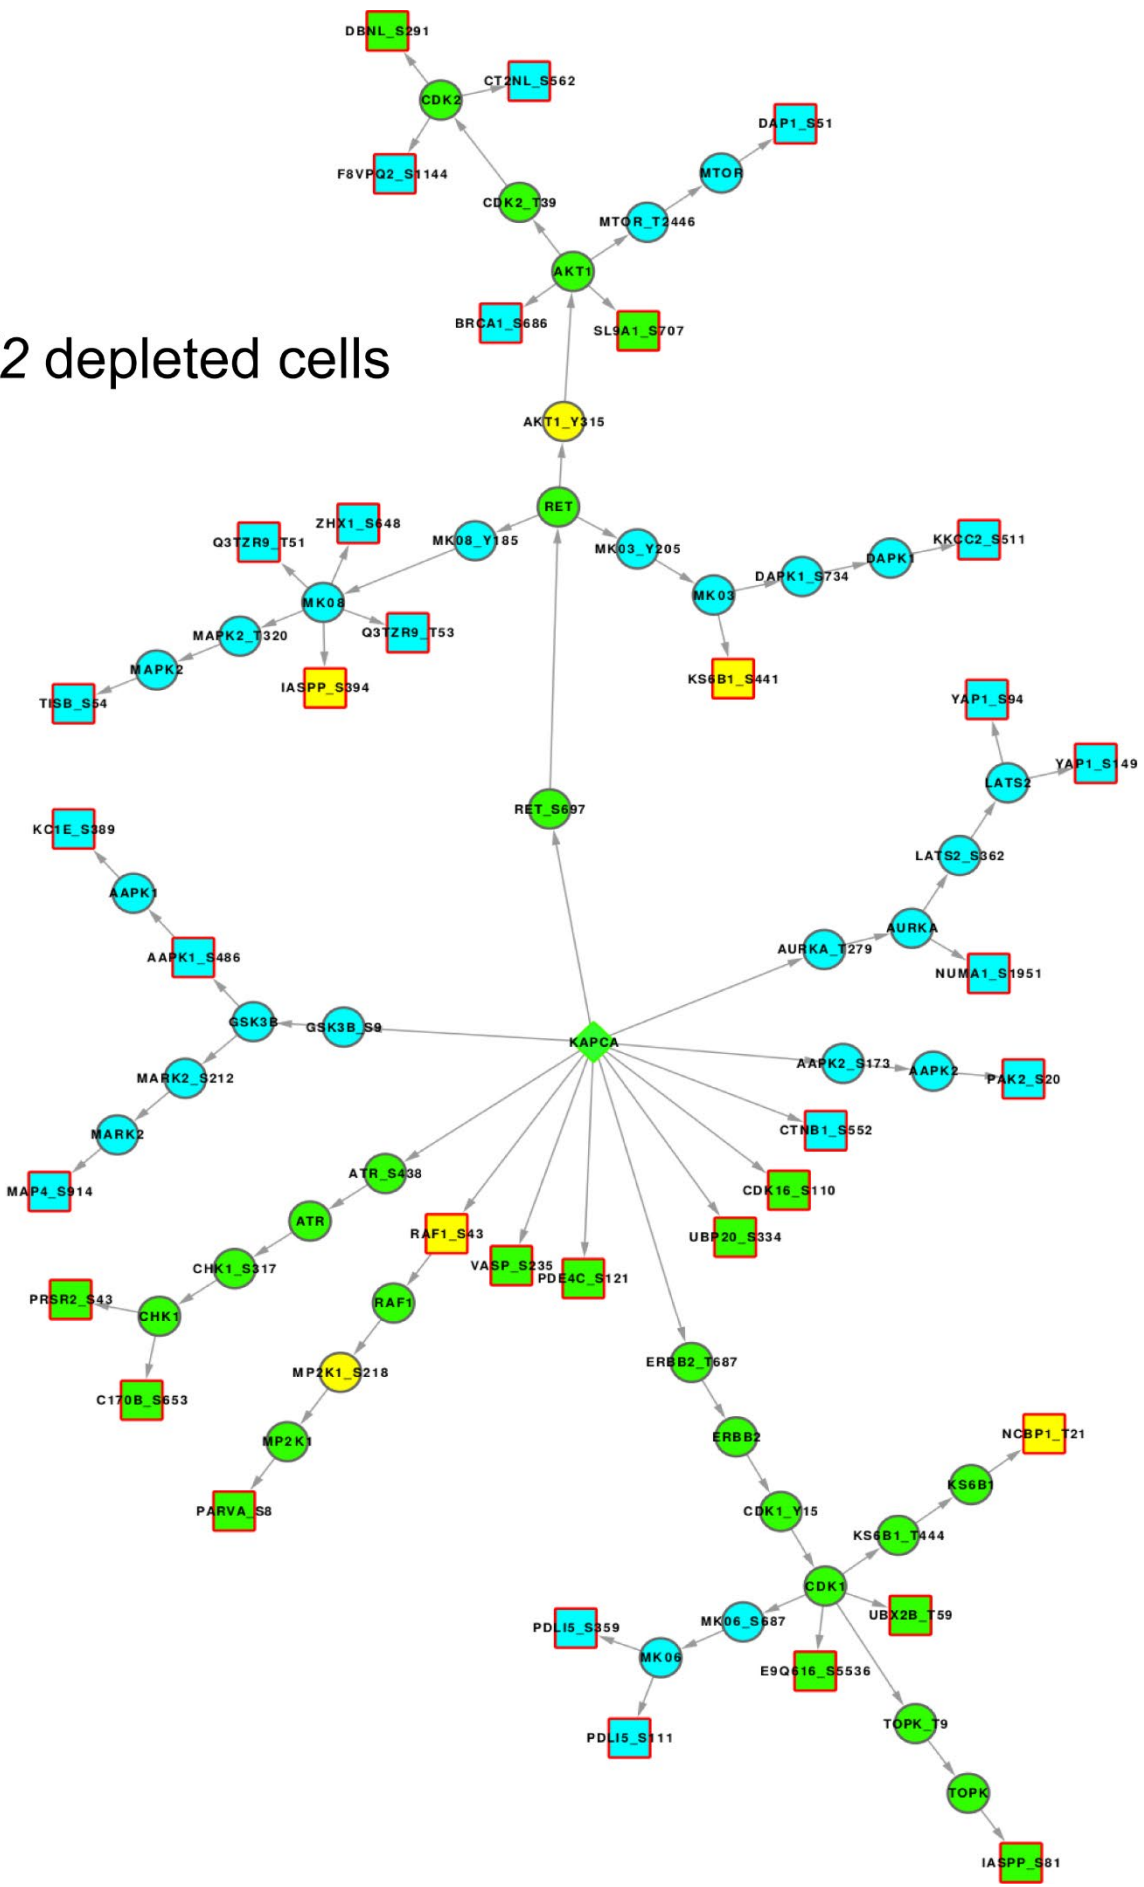 DBNL_S291
CT2NL_S562
CDK2
DAP1_S51
F8VPQ2_S1144
MTOR
CDK2_T39
MTOR_T2446
AKT1
BRCA1_S686
SL9A1_S707
2 depleted cells
AKT1_Y315
RET
ZHX1_S648
Q3TZR9_T51
MK08_Y185
MK03_Y205
KKCC2_S511
DAPK1
DAPK1_S734
MK08
MK03
Q3TZR9_T53
MAPK2_T320
MAPK2
IASPP_S394
KS6B1_S441
TISB_S54
YAP1_S94
YAP1_S149
LATS2
RET_S697
KC1E_S389
LATS2_S362
AAPK1
AURKA
AURKA_T279
AAPK1_S486
NUMA1_S1951
GSK3B
GSK3B_S9
KAPCA
AAPK2_S173
AAPK2
PAK2_S20
MARK2_S212
CTNB1_S552
MARK2
ATR_S438
MAP4_S914
CDK16_S110
ATR
RAF1_S43
UBP20_S334
VASP_S235
PDE4C_S121
CHK1_S317
PRSR2_S43
CHK1
RAF1
ERBB2_T687
MP2K1_S218
C170B_S653
NCBP1_T21
ERBB2
MP2K1
KS6B1
PARVA_S8
CDK1_Y15
KS6B1_T444
CDK1
UBX2B_T59
MK06_S687
PDLI5_S359
MK06
E9Q616_S5536
TOPK_T9
PDLI5_S111
TOPK
IASPP_S81